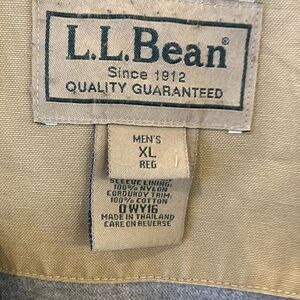 L.L.Bean®
Since 1912
QUALITY GUARANTEED
MEN'S
XL
REG
SLEEVE LINING:
100% NYLON
CORDUROY TRIM:
100% COTTON
0 WY16
MADE IN THAILAND
CARE ON REVERSE